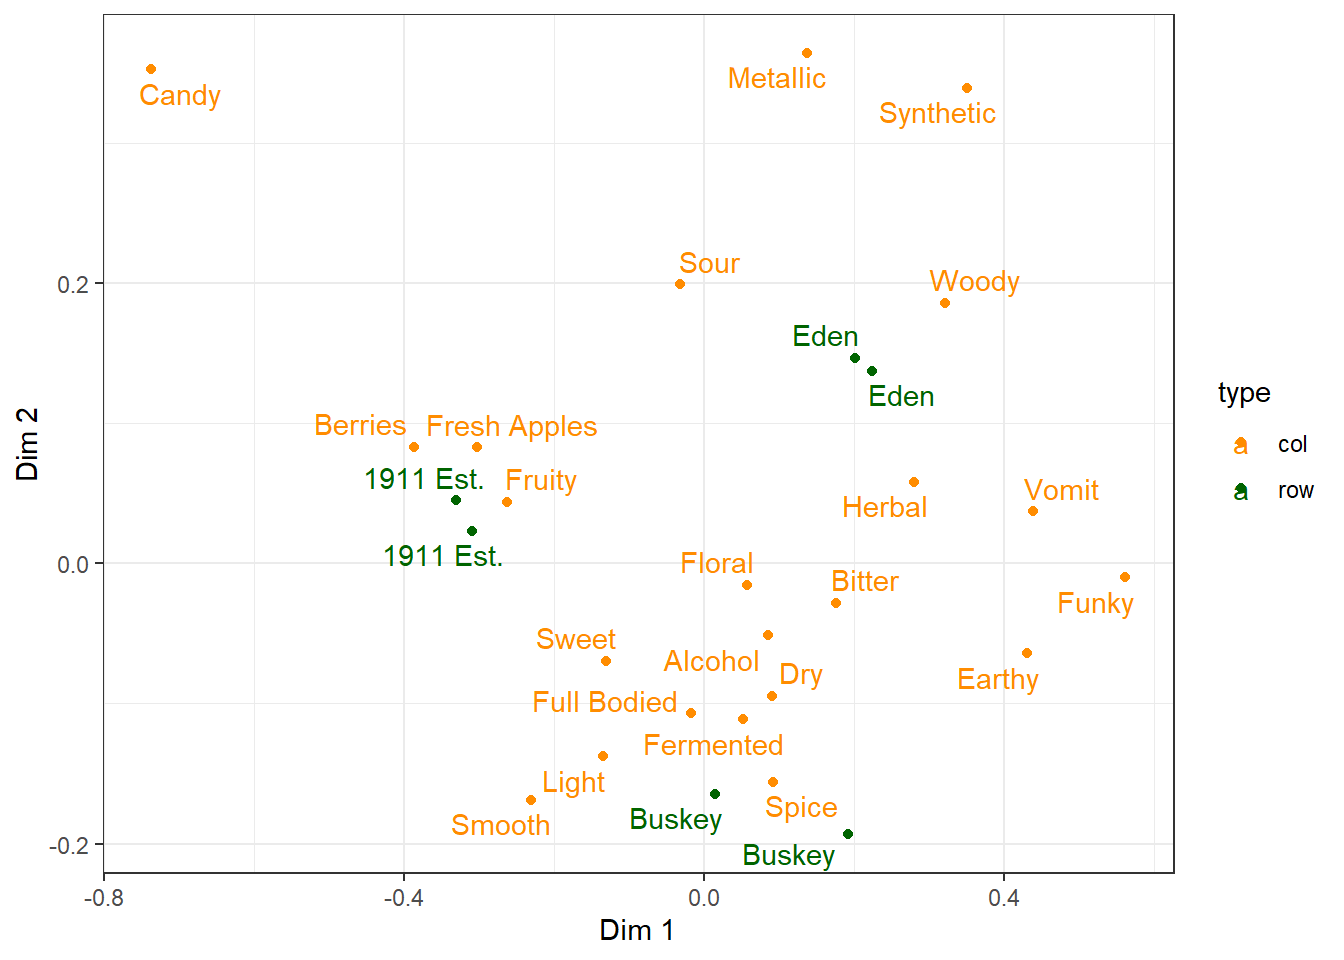 Candy
Metallic
Synthetic
Sour
Woody
Eden
Eden
Berries
Fresh Apples
1911 Est.
Fruity
1911 Est.
Herbal
Vomit
Floral
Bitter
Funky
Sweet
Alcohol
Dry
Earthy
Full Bodied
Fermented
Light
Spice
Smooth
Buskey
Buskey
0.2
0.0
-0.2
-0.8
-0.4
0.0
0.4
Dim 1
Dim 2
type
a col
a row